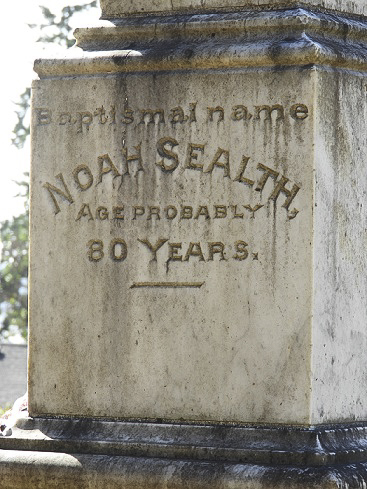 Baptismal name
NOAH SEALTH,
AGE PROBABLY
80 YEARS.